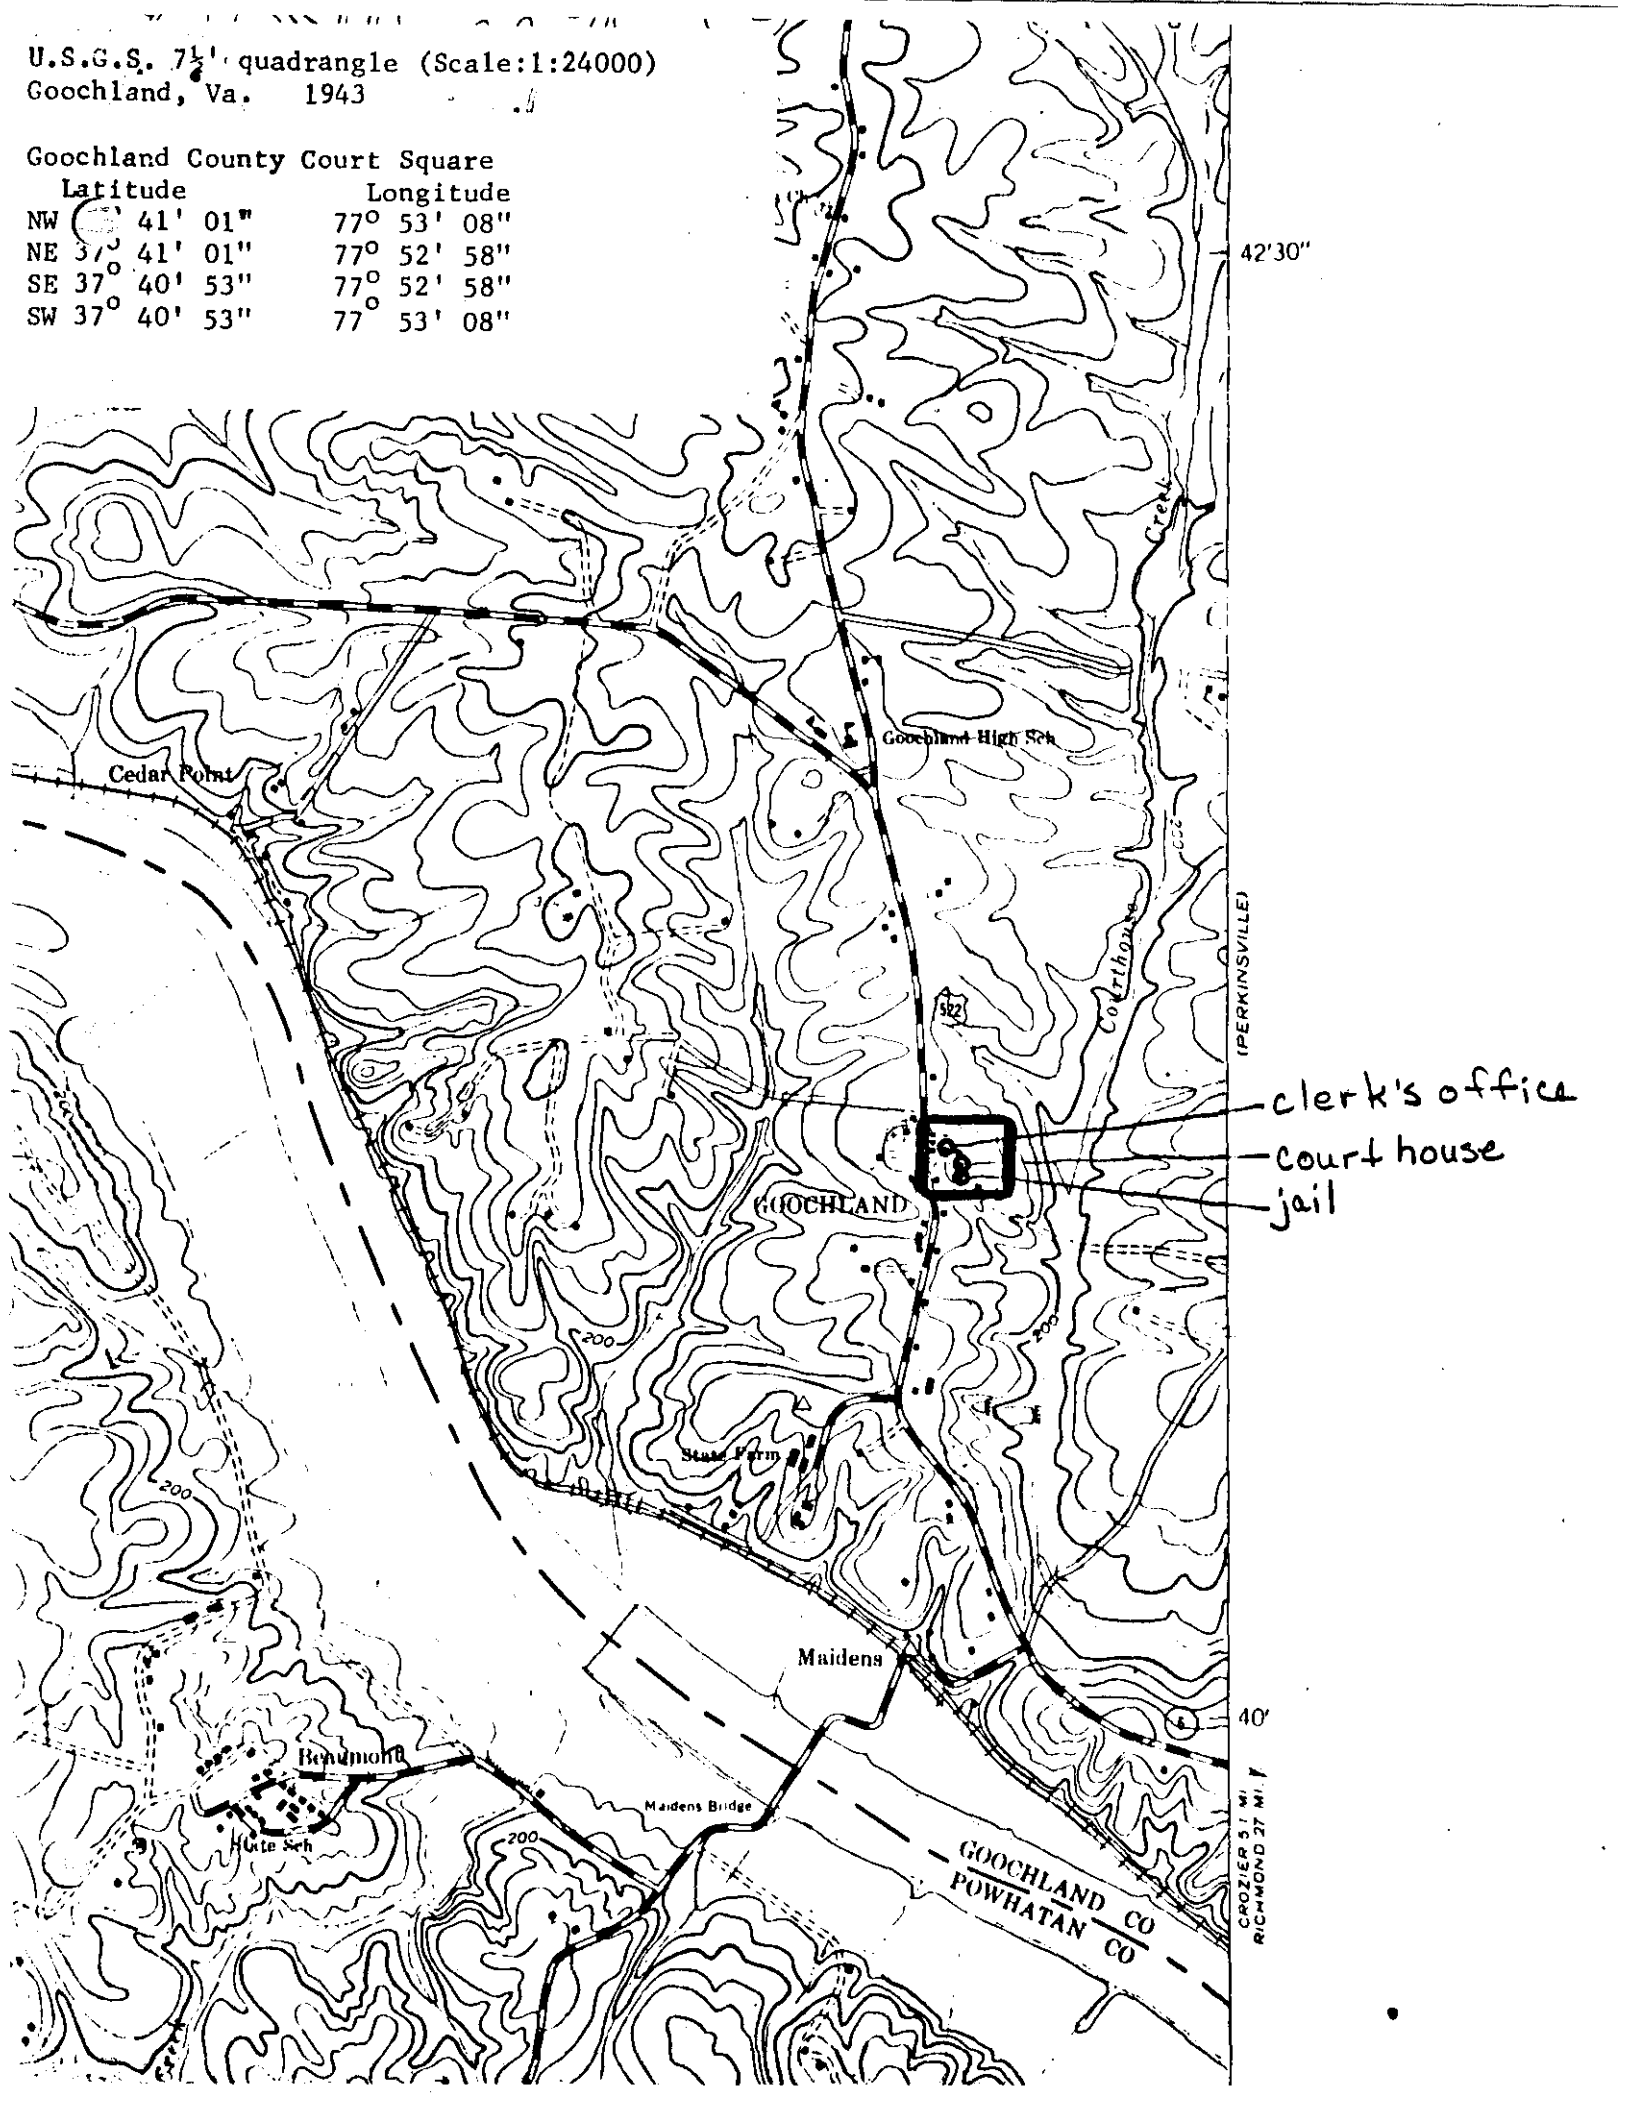 U.S.G.S. 7½' quadrangle (Scale:1:24000)
Goochland, Va. 1943
Goochland County Court Square
Latitude Longitude
NW 41' 01" 77° 53' 08"
NE 37° 41' 01" 77° 52' 58"
SE 37° 40' 53" 77° 52' 58"
SW 37° 40' 53" 77° 53' 08"
42'30"
Creek
Goochland High Sch
Cedar Point
200
Courthouse
(PERKINSVILLE)
522
clerk's office
court house
jail
GOOCHLAND
200
200
State Farm
200
Maidens
6
40'
Beaumont
Maidens Bridge
200
Sch
GOOCHLAND CO
POWHATAN CO
CROZIER 5.1 MI.
RICHMOND 27 MI.